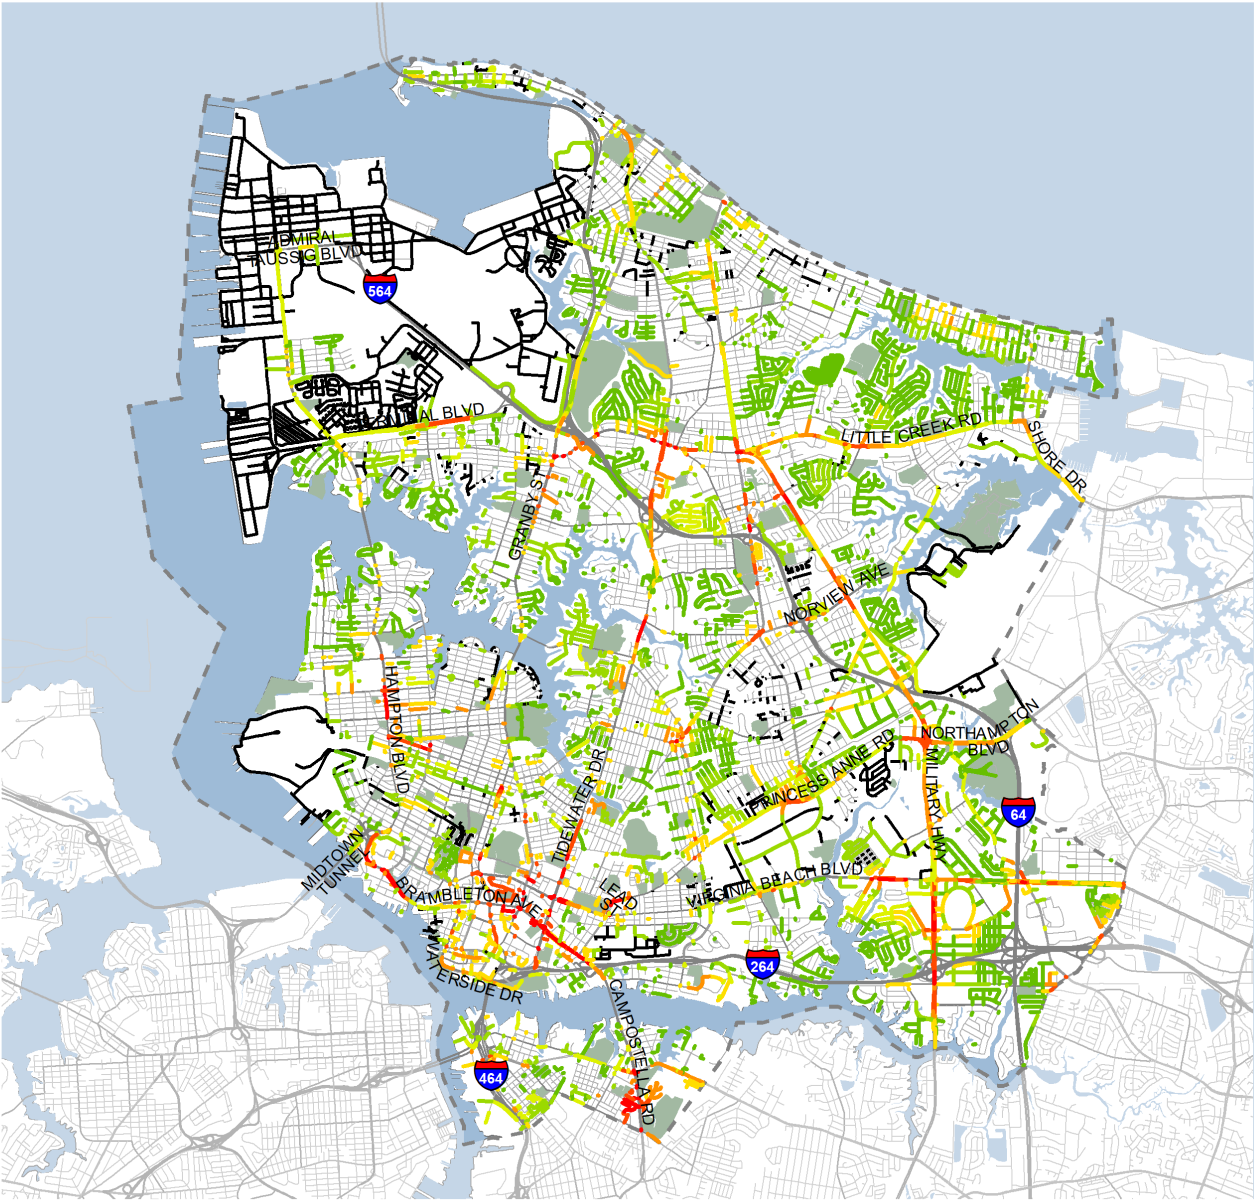 ADMIRAL
TAUSSIG BLVD
564
TERMINAL BLVD
LITTLE CREEK RD
SHORE DR
GRANBY ST
NORVIEW AVE
HAMPTON BLVD
NORTHAMPTON
BLVD
PRINCESS ANNE RD
MILITARY HWY
64
TIDEWATER DR
MIDTOWN
TUNNEL
BRAMBLETON AVE
LEAD
ST
VIRGINIA BEACH BLVD
WATERSIDE DR
264
CAMPOSTELLA RD
464